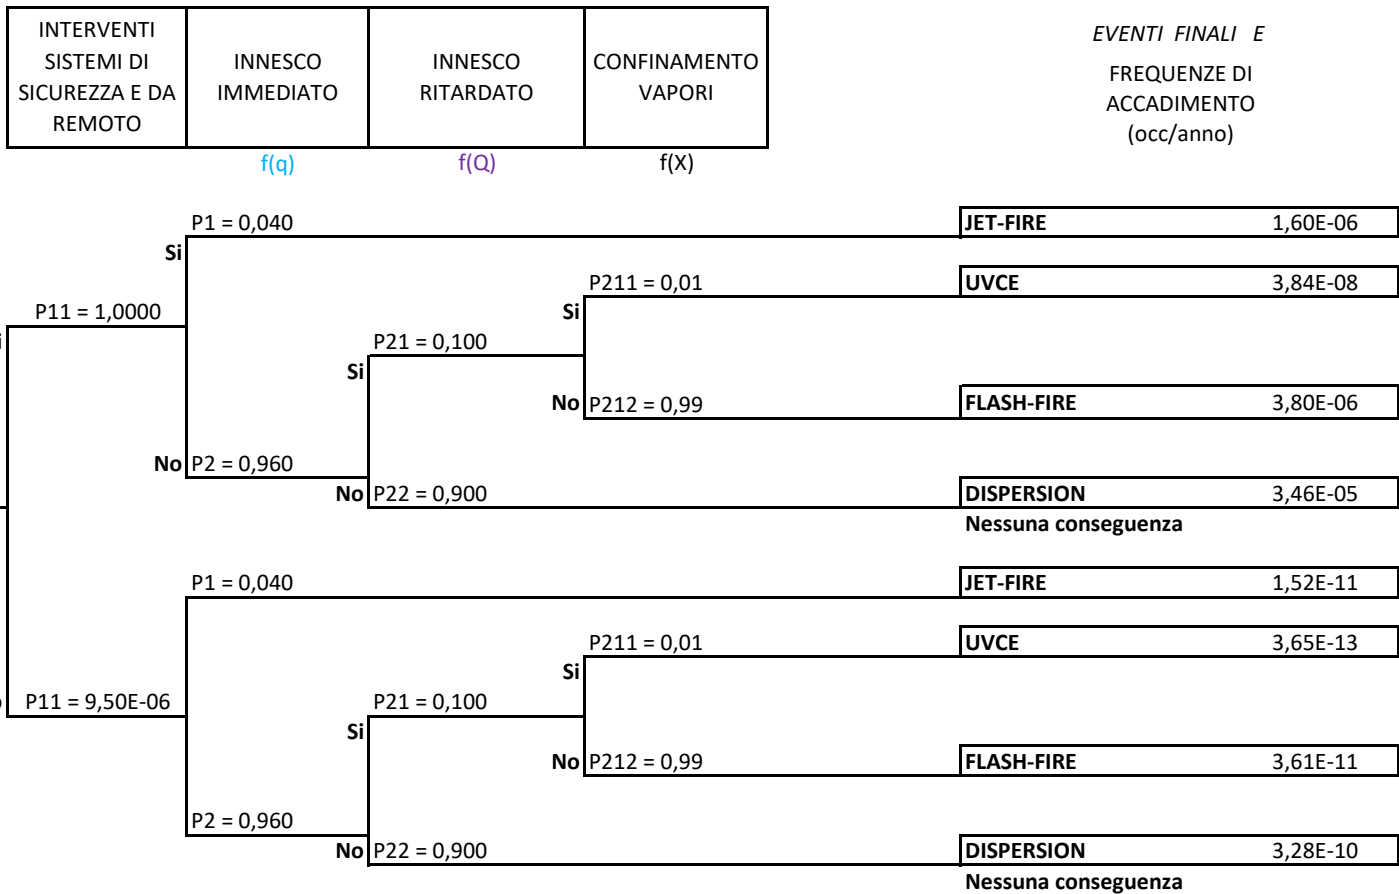 INTERVENTI
SISTEMI DI
SICUREZZA E DA
REMOTO
INNESCO
IMMEDIATO
INNESCO
RITARDATO
CONFINAMENTO
VAPORI
EVENTI FINALI E
FREQUENZE DI
ACCADIMENTO
(occ/anno)
f(q)
f(Q)
f(X)
P1 = 0,040
JET-FIRE 1,60E-06
Si
P211 = 0,01
UVCE 3,84E-08
P11 = 1,0000
Si
P21 = 0,100
Si
No P212 = 0,99
FLASH-FIRE 3,80E-06
No P2 = 0,960
No P22 = 0,900
DISPERSION 3,46E-05
Nessuna conseguenza
P1 = 0,040
JET-FIRE 1,52E-11
P211 = 0,01
UVCE 3,65E-13
Si
P11 = 9,50E-06
P21 = 0,100
Si
No P212 = 0,99
FLASH-FIRE 3,61E-11
P2 = 0,960
No P22 = 0,900
DISPERSION 3,28E-10
Nessuna conseguenza